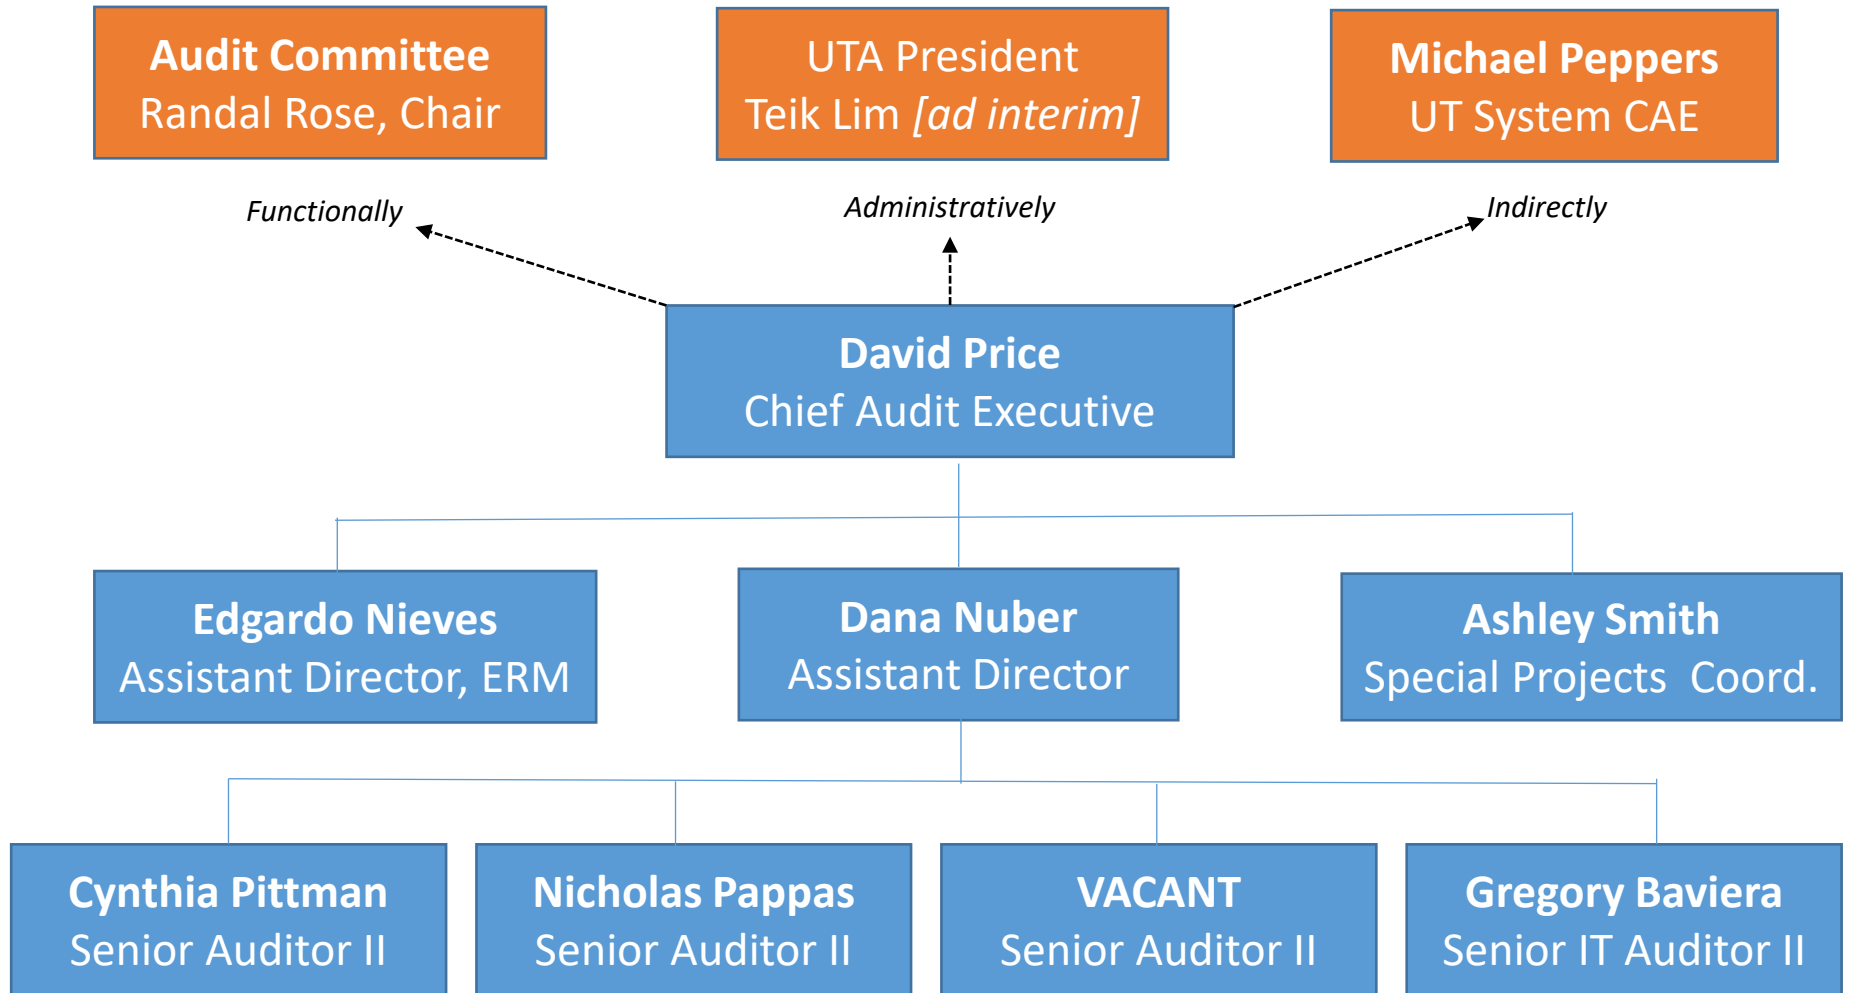 Audit Committee
Randal Rose, Chair
UTA President
Teik Lim [ad interim]
Michael Peppers
UT System CAE
Functionally
Administratively
Indirectly
David Price
Chief Audit Executive
Edgardo Nieves
Assistant Director, ERM
Dana Nuber
Assistant Director
Ashley Smith
Special Projects  Coord.
Cynthia Pittman
Senior Auditor II
Nicholas Pappas
Senior Auditor II
VACANT
Senior Auditor II
Gregory Baviera
Senior IT Auditor II